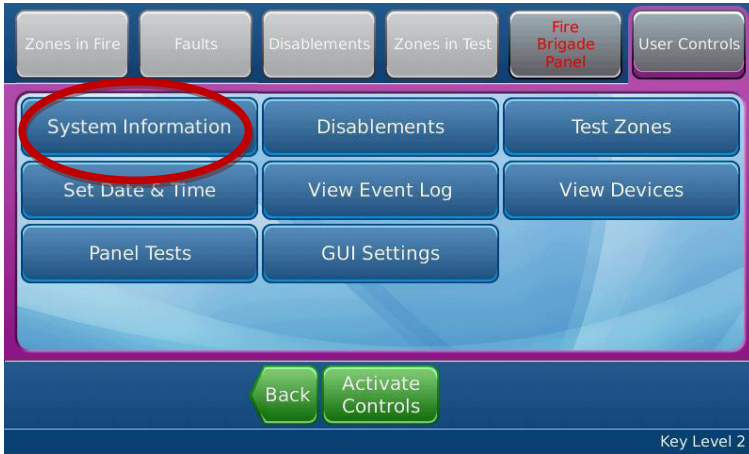 Zones in Fire
Faults
Disablements
Zones in Test
Fire
Brigade
Panel
User Controls
System Information
Disablements
Test Zones
Set Date & Time
View Event Log
View Devices
Panel Tests
GUI Settings
Back
Activate
Controls
Key Level 2